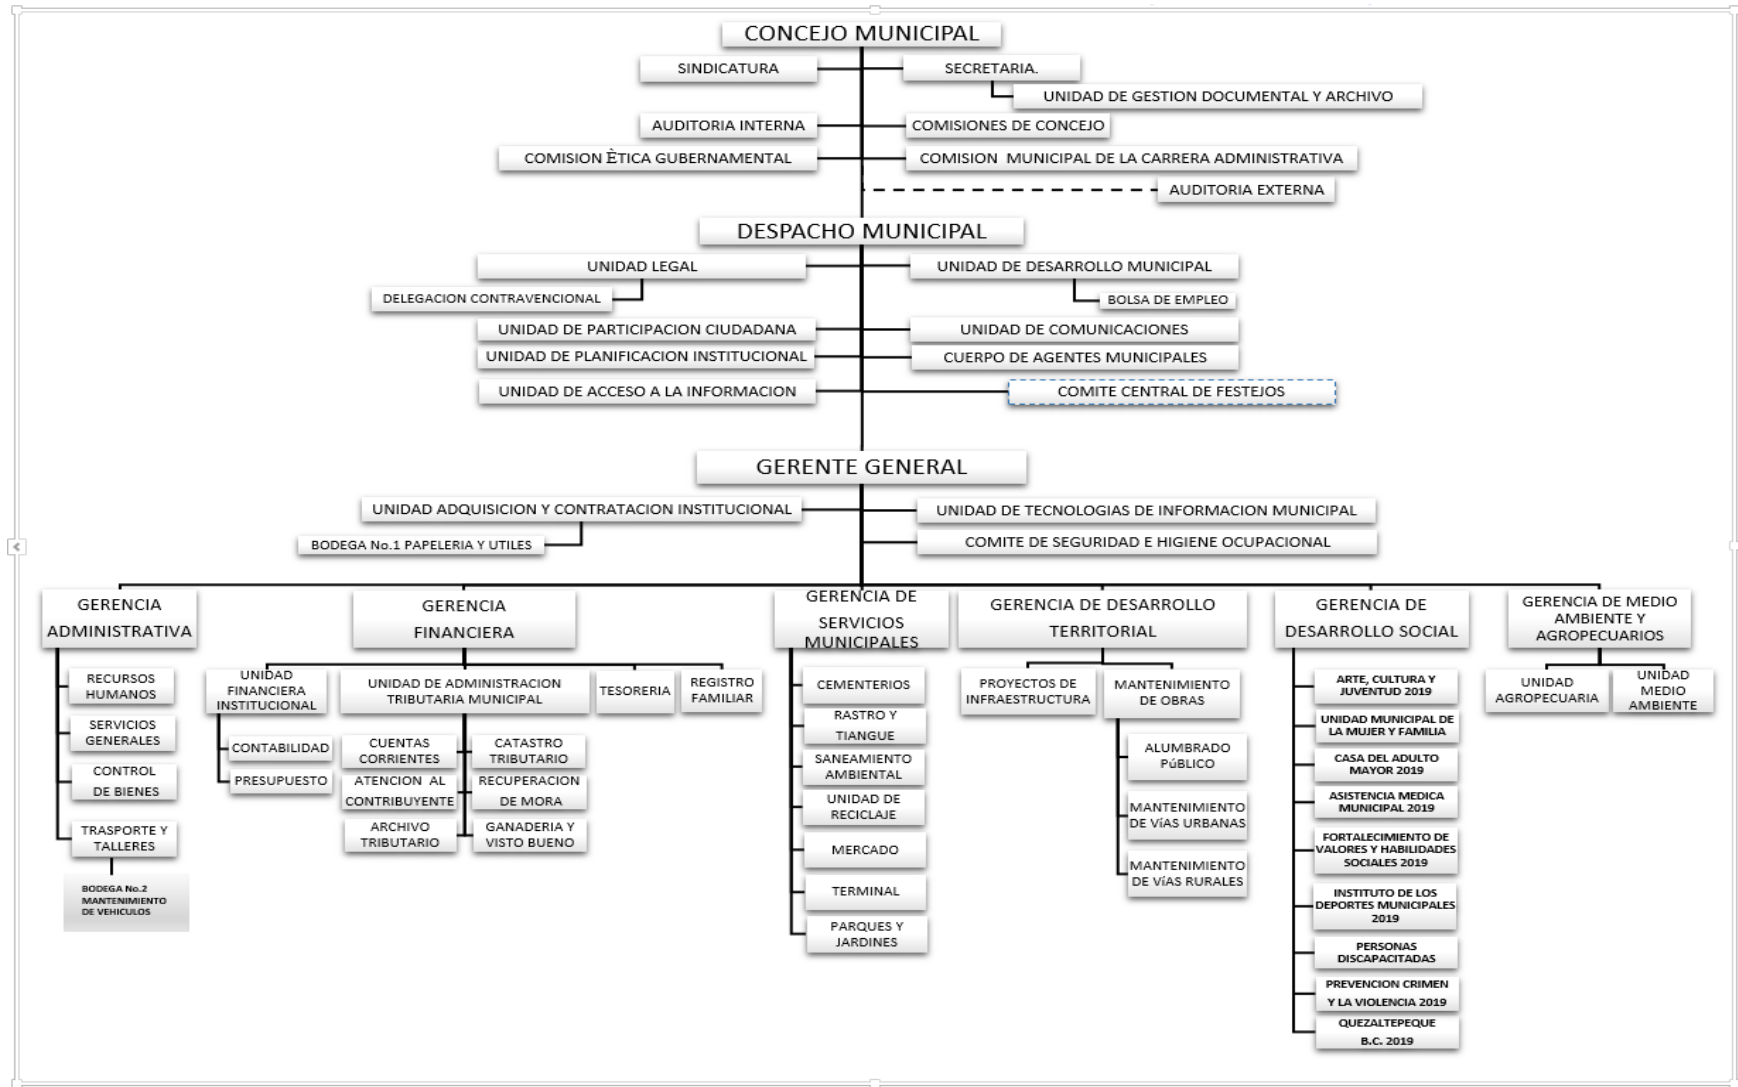 CONCEJO MUNICIPAL
SINDICATURA
SECRETARIA.
UNIDAD DE GESTION DOCUMENTAL Y ARCHIVO
AUDITORIA INTERNA
COMISIONES DE CONCEJO
COMISION ÈTICA GUBERNAMENTAL
COMISION MUNICIPAL DE LA CARRERA ADMINISTRATIVA
AUDITORIA EXTERNA
DESPACHO MUNICIPAL
UNIDAD LEGAL
UNIDAD DE DESARROLLO MUNICIPAL
DELEGACION CONTRAVENCIONAL
BOLSA DE EMPLEO
UNIDAD DE PARTICIPACION CIUDADANA
UNIDAD DE COMUNICACIONES
UNIDAD DE PLANIFICACION INSTITUCIONAL
CUERPO DE AGENTES MUNICIPALES
UNIDAD DE ACCESO A LA INFORMACION
COMITE CENTRAL DE FESTEJOS
GERENTE GENERAL
UNIDAD ADQUISICION Y CONTRATACION INSTITUCIONAL
UNIDAD DE TECNOLOGIAS DE INFORMACION MUNICIPAL
BODEGA No.1 PAPELERIA Y UTILES
COMITE DE SEGURIDAD E HIGIENE OCUPACIONAL
GERENCIA
ADMINISTRATIVA
RECURSOS
HUMANOS
SERVICIOS
GENERALES
CONTROL
DE BIENES
TRASPORTE Y
TALLERES
BODEGA No.2
MANTENIMIENTO
DE VEHICULOS
GERENCIA
FINANCIERA
UNIDAD
FINANCIERA
INSTITUCIONAL
CONTABILIDAD
PRESUPUESTO
UNIDAD DE ADMINISTRACION
TRIBUTARIA MUNICIPAL
CUENTAS
CORRIENTES
CATASTRO
TRIBUTARIO
ATENCION AL
CONTRIBUYENTE
RECUPERACION
DE MORA
ARCHIVO
TRIBUTARIO
GANADERIA Y
VISTO BUENO
TESORERIA
REGISTRO
FAMILIAR
GERENCIA DE
SERVICIOS
MUNICIPALES
CEMENTERIOS
RASTRO Y
TIANGUE
SANEAMIENTO
AMBIENTAL
UNIDAD DE
RECICLAJE
MERCADO
TERMINAL
PARQUES Y
JARDINES
GERENCIA DE DESARROLLO
TERRITORIAL
PROYECTOS DE
INFRAESTRUCTURA
MANTENIMIENTO
DE OBRAS
ALUMBRADO
PúBLICO
MANTENIMIENTO
DE VíAS URBANAS
MANTENIMIENTO
DE VíAS RURALES
GERENCIA DE
DESARROLLO SOCIAL
ARTE, CULTURA Y
JUVENTUD 2019
UNIDAD MUNICIPAL DE
LA MUJER Y FAMILIA
CASA DEL ADULTO
MAYOR 2019
ASISTENCIA MEDICA
MUNICIPAL 2019
FORTALECIMIENTO DE
VALORES Y HABILIDADES
SOCIALES 2019
INSTITUTO DE LOS
DEPORTES MUNICIPALES
2019
PERSONAS
DISCAPACITADAS
PREVENCION CRIMEN
Y LA VIOLENCIA 2019
QUEZALTEPEQUE
B.C. 2019
GERENCIA DE MEDIO
AMBIENTE Y
AGROPECUARIOS
UNIDAD
AGROPECUARIA
UNIDAD
MEDIO
AMBIENTE